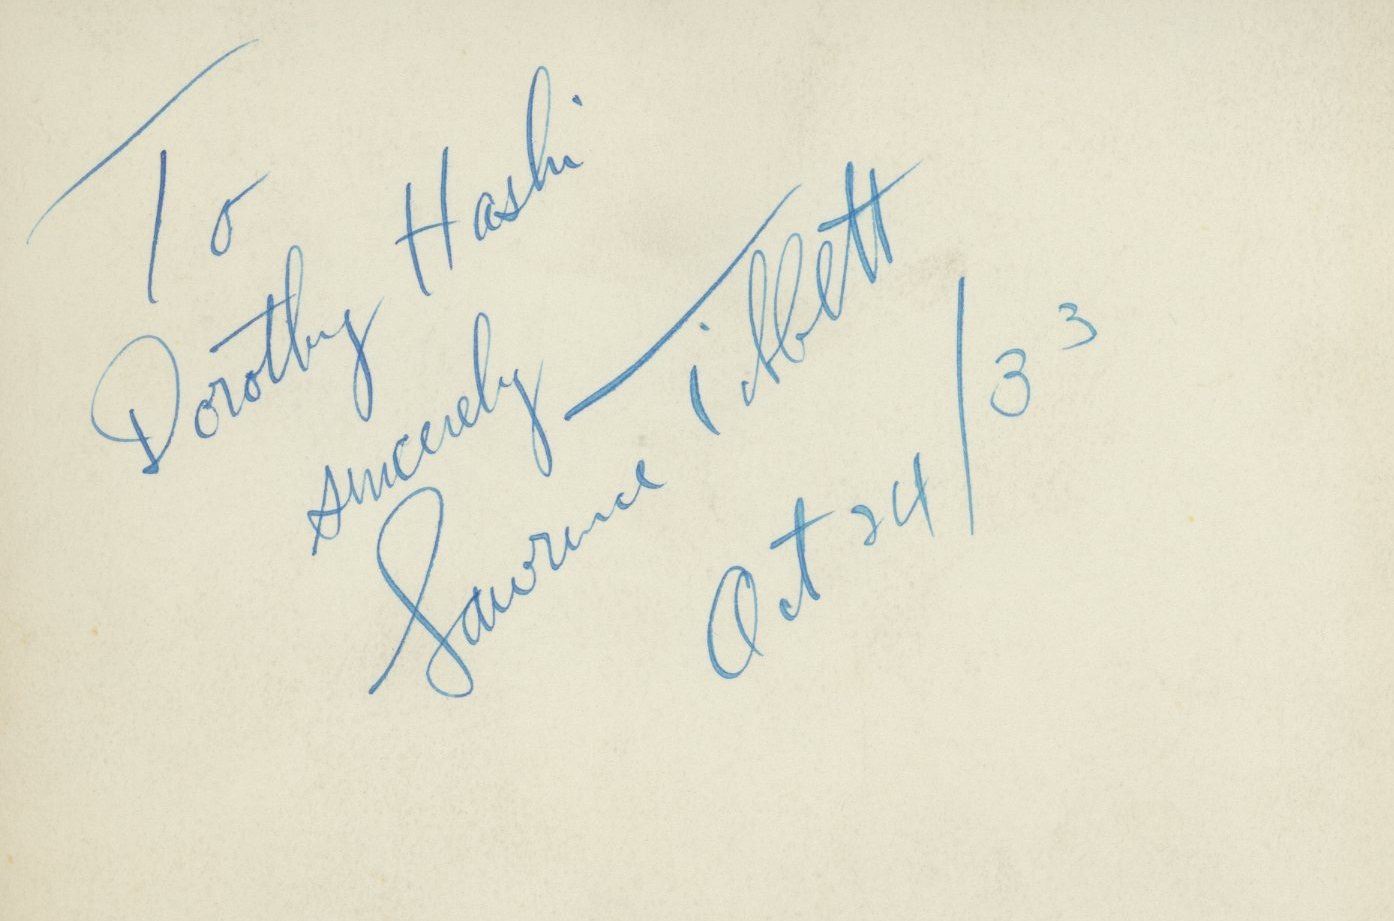 To
Dorothy Hashi
sincerely
Lawrence Tibbett
Oct 24/33